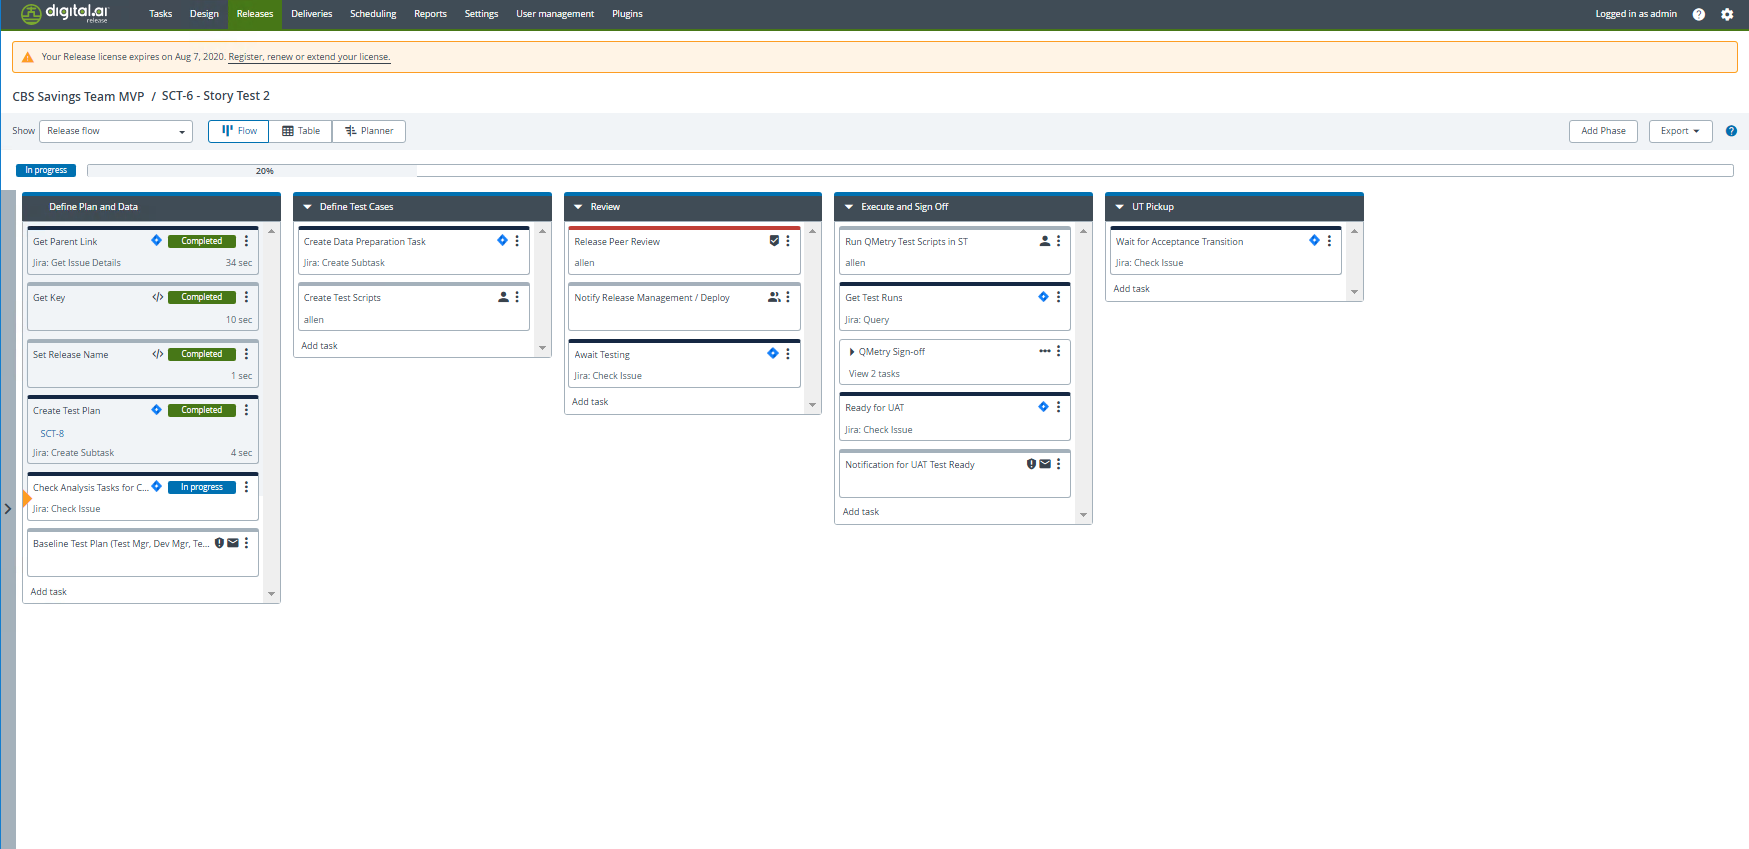 digital.ai
release
Tasks Design Releases Deliveries Scheduling Reports Settings User management Plugins Logged in as admin
Your Release license expires on Aug 7, 2020. Register, renew or extend your license.
CBS Savings Team MVP / SCT-6 - Story Test 2
Show Release flow Flow Table Planner Add Phase Export
In progress 20%
Define Plan and Data
Get Parent Link Completed
Jira: Get Issue Details 34 sec
Get Key Completed
10 sec
Set Release Name Completed
1 sec
Create Test Plan Completed
SCT-8
Jira: Create Subtask 4 sec
Check Analysis Tasks for C... In progress
Jira: Check Issue
Baseline Test Plan (Test Mgr, Dev Mgr, Te...
Add task
Define Test Cases
Create Data Preparation Task
Jira: Create Subtask
Create Test Scripts
allen
Add task
Review
Release Peer Review
allen
Notify Release Management / Deploy
Await Testing
Jira: Check Issue
Add task
Execute and Sign Off
Run QMetry Test Scripts in ST
allen
Get Test Runs
Jira: Query
QMetry Sign-off
View 2 tasks
Ready for UAT
Jira: Check Issue
Notification for UAT Test Ready
Add task
UT Pickup
Wait for Acceptance Transition
Jira: Check Issue
Add task